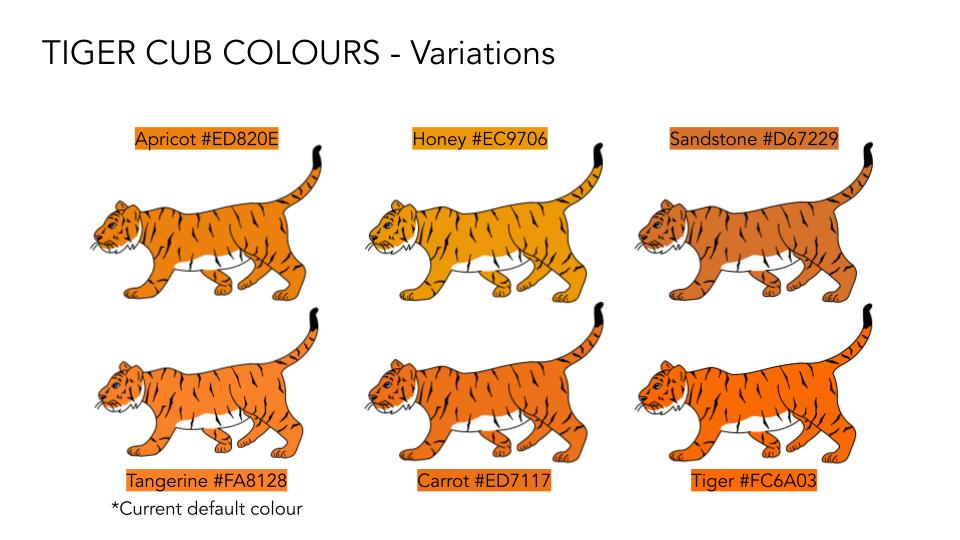 TIGER CUB COLOURS - Variations
Apricot #ED820E
Honey #EC9706
Sandstone #D67229
Tangerine #FA8128
Carrot #ED7117
Tiger #FC6A03
*Current default colour